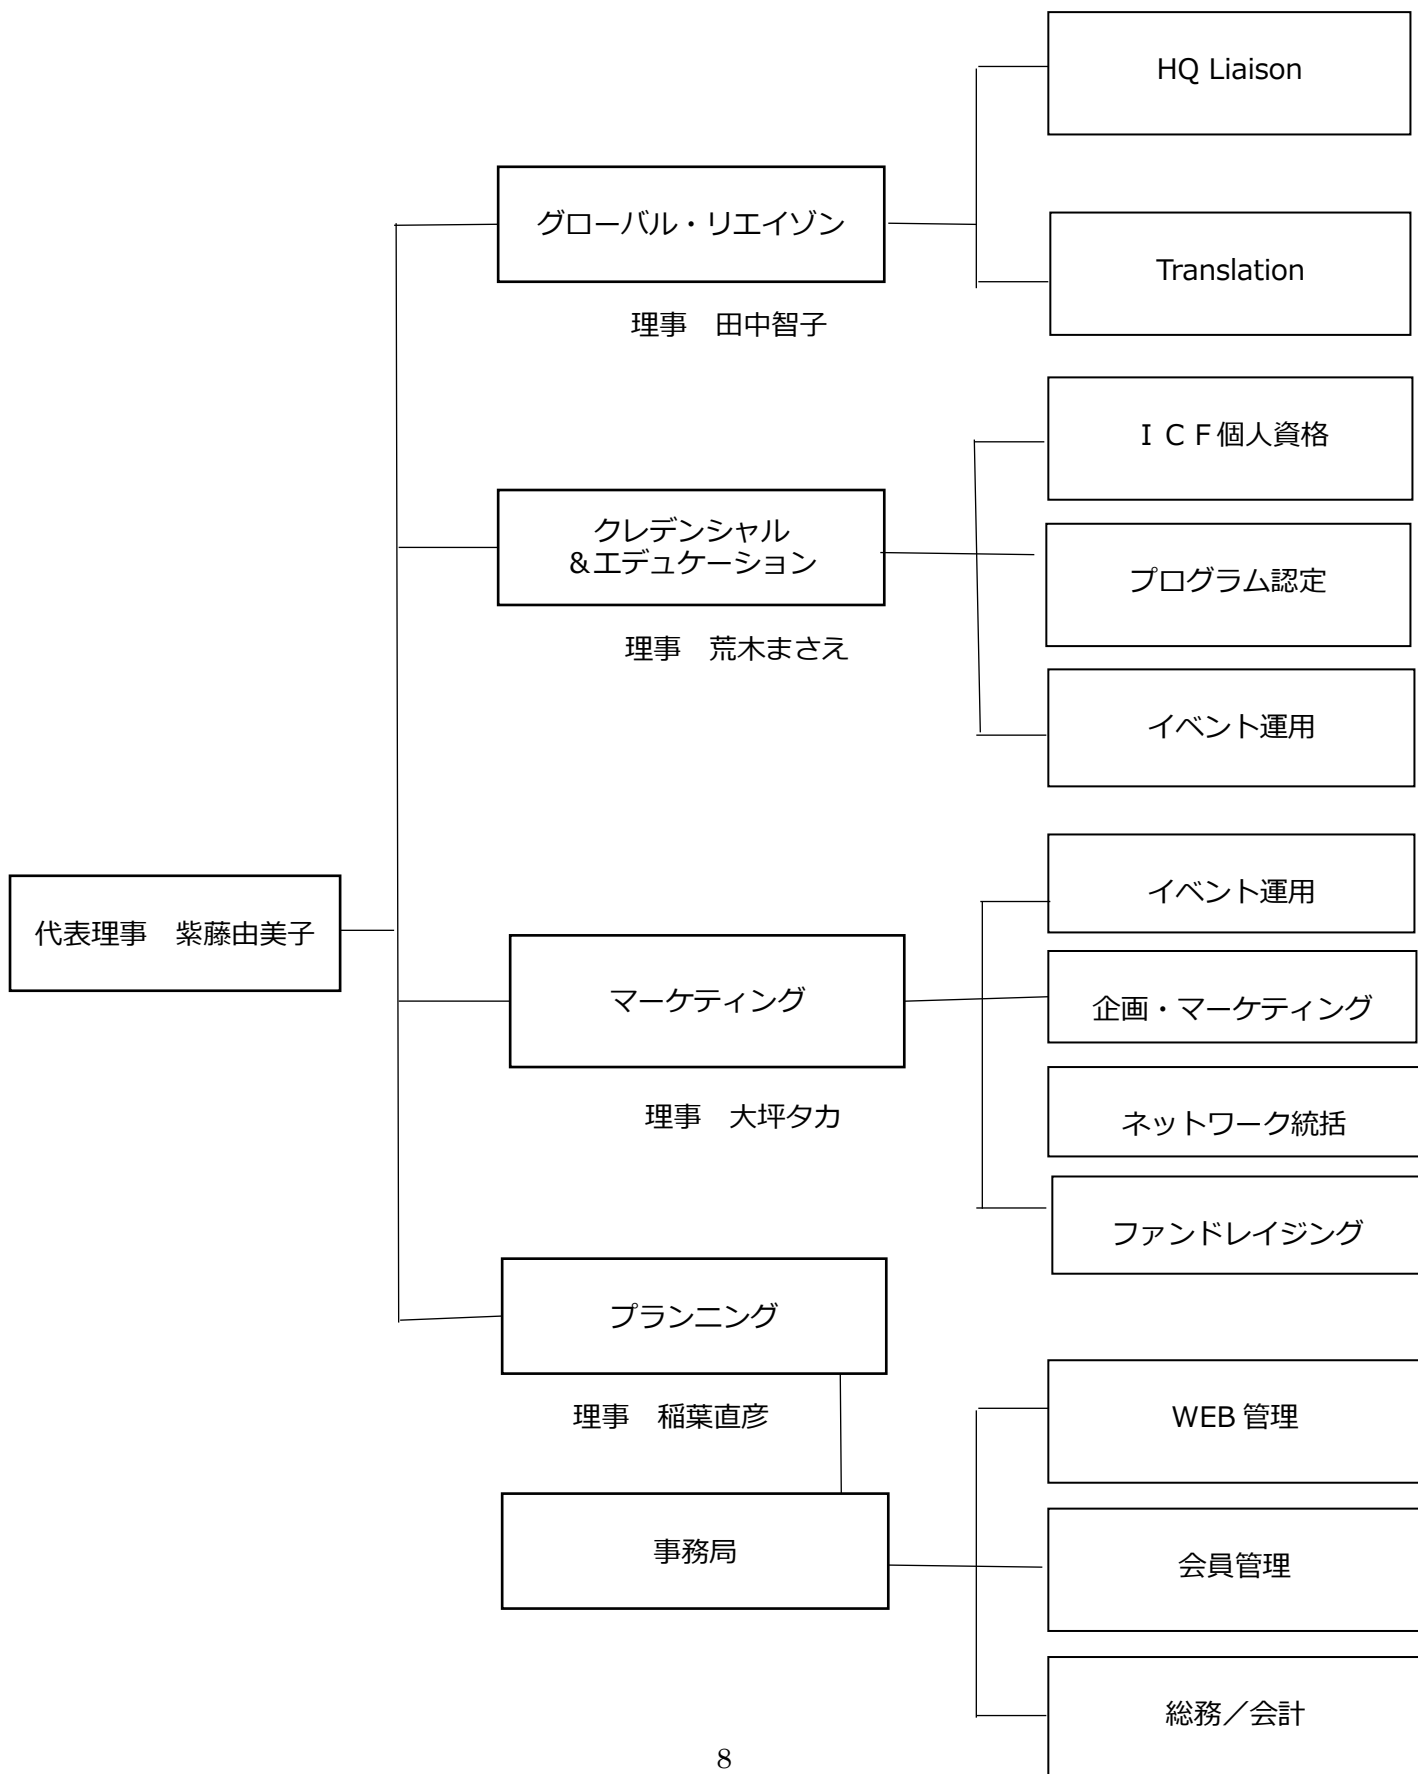 HQ Liaison
グローバル・リエイゾン
Translation
理事　田中智子
ＩＣＦ個人資格
クレデンシャル
&エデュケーション
プログラム認定
理事　荒木まさえ
イベント運用
イベント運用
代表理事　紫藤由美子
マーケティング
企画・マーケティング
理事　大坪タカ
ネットワーク統括
ファンドレイジング
プランニング
理事　稲葉直彦
WEB 管理
事務局
会員管理
総務／会計
8